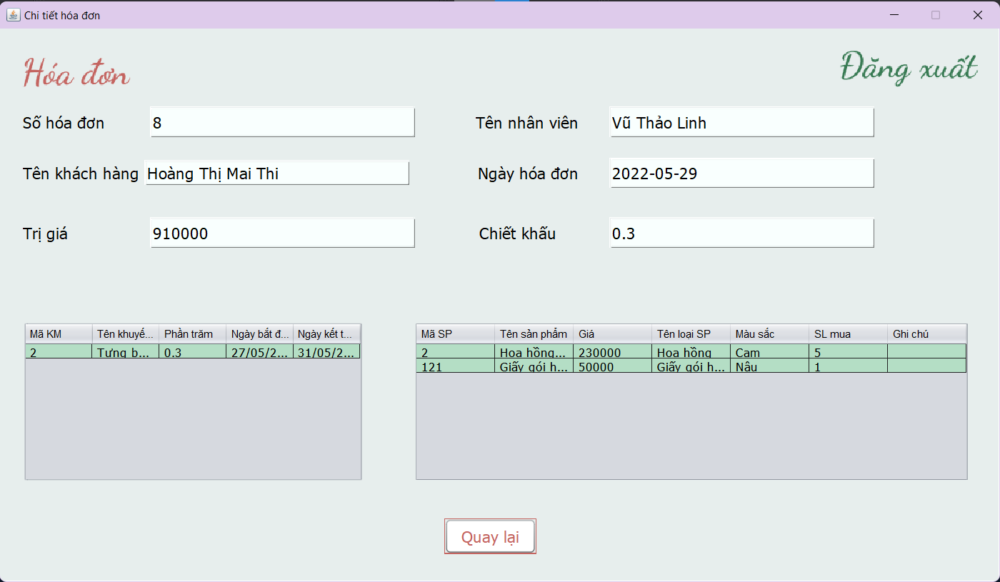 Chi tiết hóa đơn
Hóa đơn
Đăng xuất
Số hóa đơn 8 Tên nhân viên Vũ Thảo Linh
Tên khách hàng Hoàng Thị Mai Thi Ngày hóa đơn 2022-05-29
Trị giá 910000 Chiết khấu 0.3
Mã KM Tên khuyế... Phần trăm Ngày bắt đ... Ngày kết t...
2 Tưng b... 0.3 27/05/2... 31/05/2...
Mã SP Tên sản phẩm Giá Tên loại SP Màu sắc SL mua Ghi chú
2 Hoa hồng... 230000 Hoa hồng Cam 5
121 Giấy gói h... 50000 Giấy gói h... Nâu 1
Quay lại